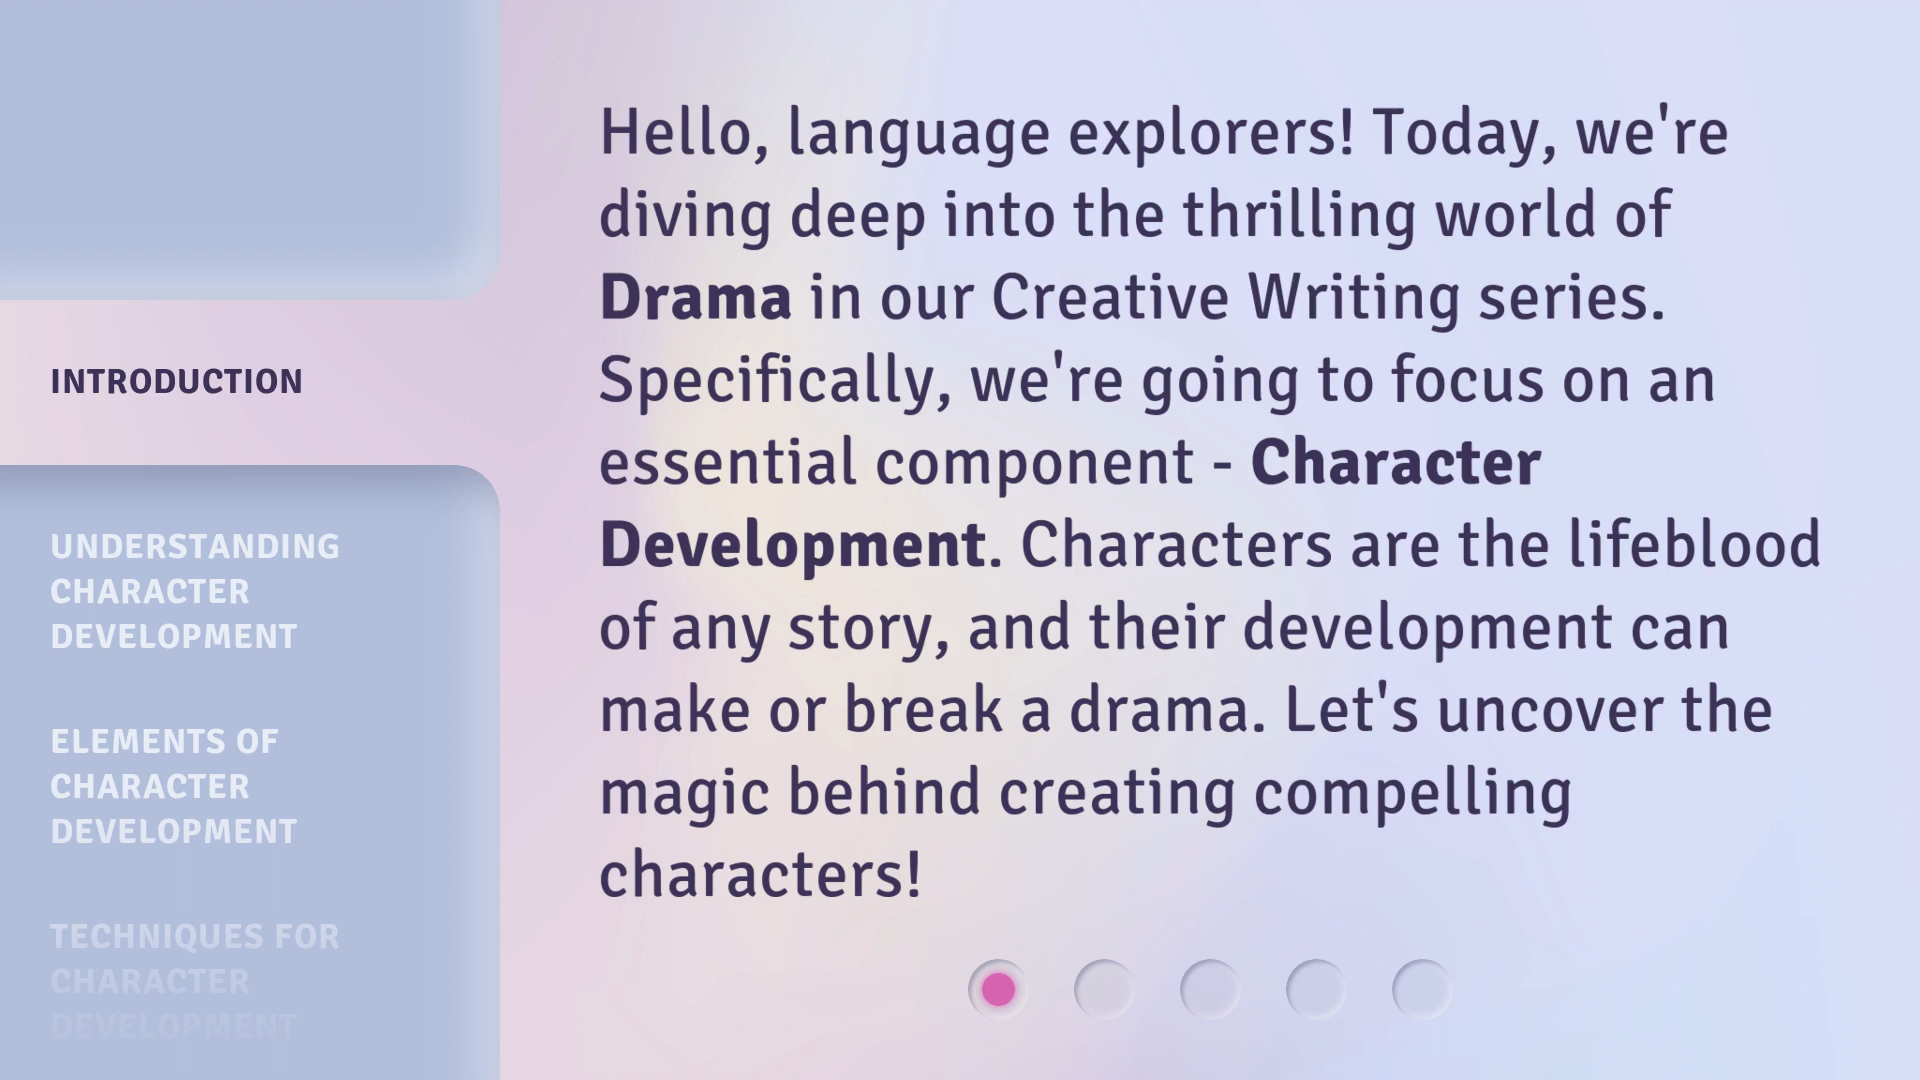 INTRODUCTION
UNDERSTANDING
CHARACTER
DEVELOPMENT
ELEMENTS OF
CHARACTER
DEVELOPMENT
TECHNIQUES FOR
CHARACTER
DEVELOPMENT
Hello, language explorers! Today, we're
diving deep into the thrilling world of
Drama in our Creative Writing series.
Specifically, we're going to focus on an
essential component - Character
Development. Characters are the lifeblood
of any story, and their development can
make or break a drama. Let's uncover the
magic behind creating compelling
characters!